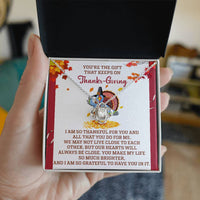 YOU'RE THE GIFT
THAT KEEPS ON
Thanks-Giving
I AM SO THANKFUL FOR YOU AND
ALL THAT YOU DO FOR ME.
WE MAY NOT LIVE CLOSE TO EACH
OTHER, BUT OUR HEARTS WILL
ALWAYS BE CLOSE. YOU MAKE MY LIFE
SO MUCH BRIGHTER,
AND I AM SO GRATEFUL TO HAVE YOU IN IT.